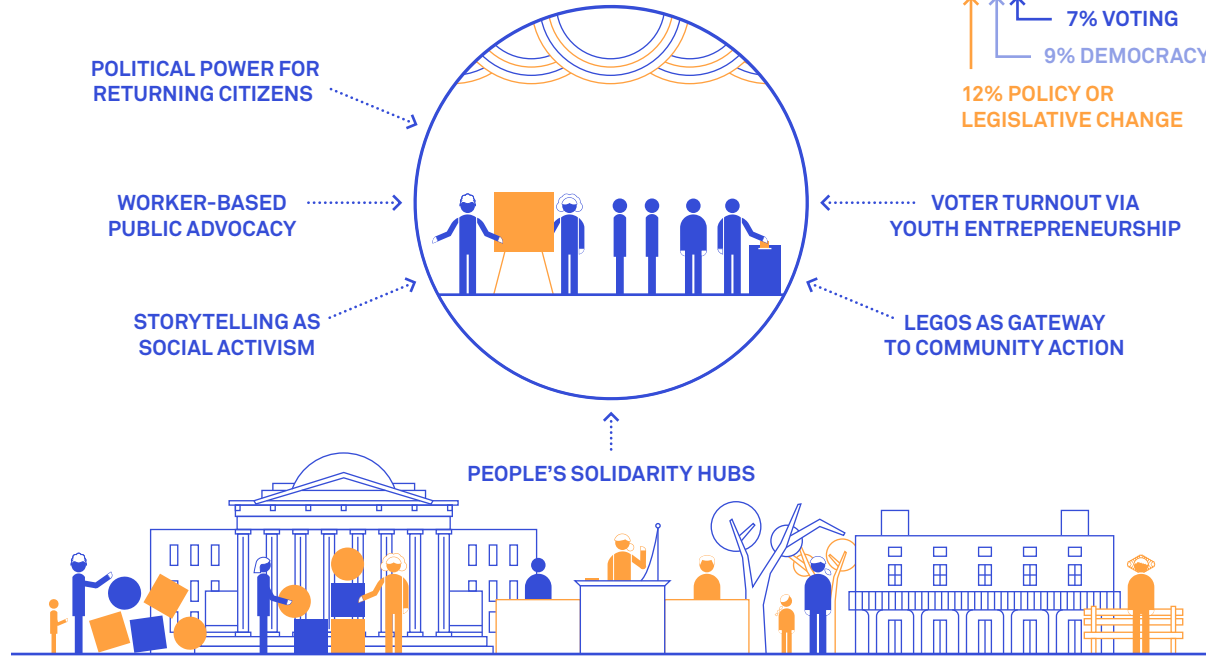 7% VOTING
9% DEMOCRACY
12% POLICY OR
LEGISLATIVE CHANGE
POLITICAL POWER FOR
RETURNING CITIZENS
WORKER-BASED
PUBLIC ADVOCACY
STORYTELLING AS
SOCIAL ACTIVISM
VOTER TURNOUT VIA
YOUTH ENTREPRENEURSHIP
LEGOS AS GATEWAY
TO COMMUNITY ACTION
PEOPLE’S SOLIDARITY HUBS